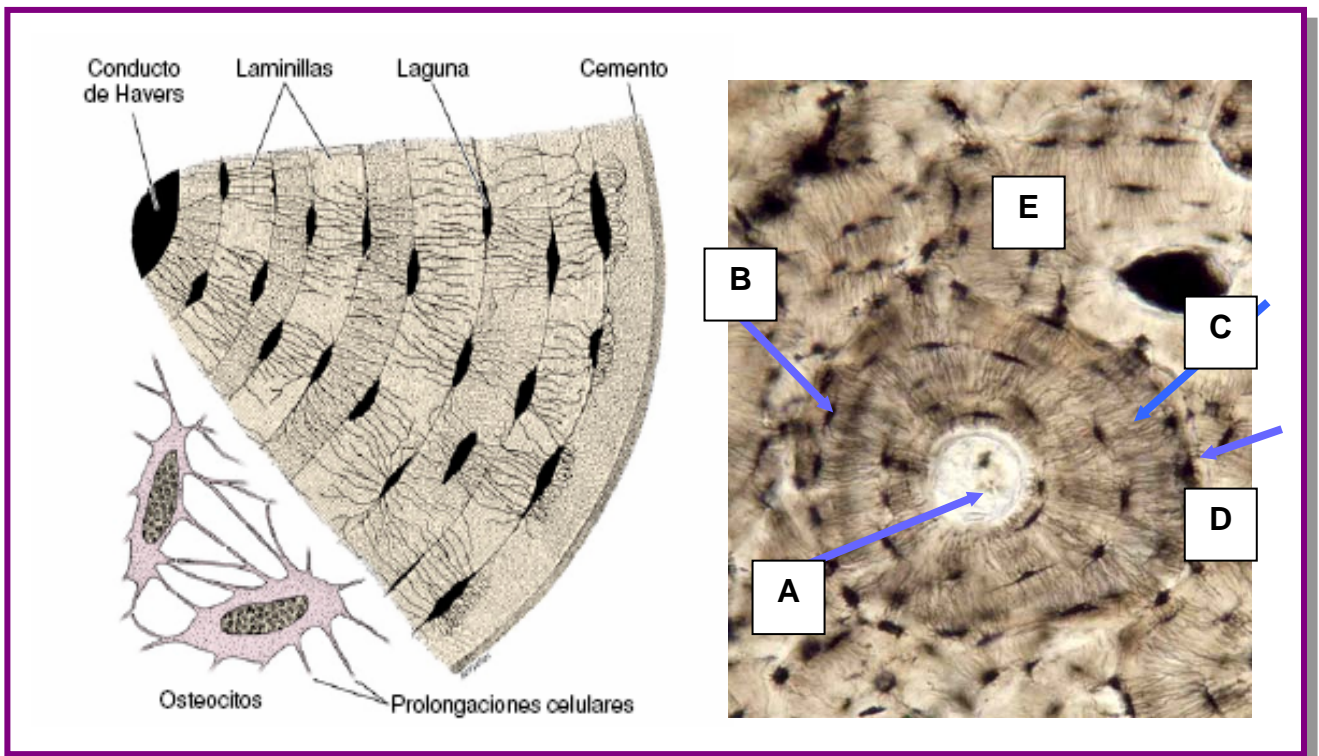 Conducto
de Havers
Laminillas
Laguna
Cemento
Osteocitos
Prolongaciones celulares
E
B
C
D
A